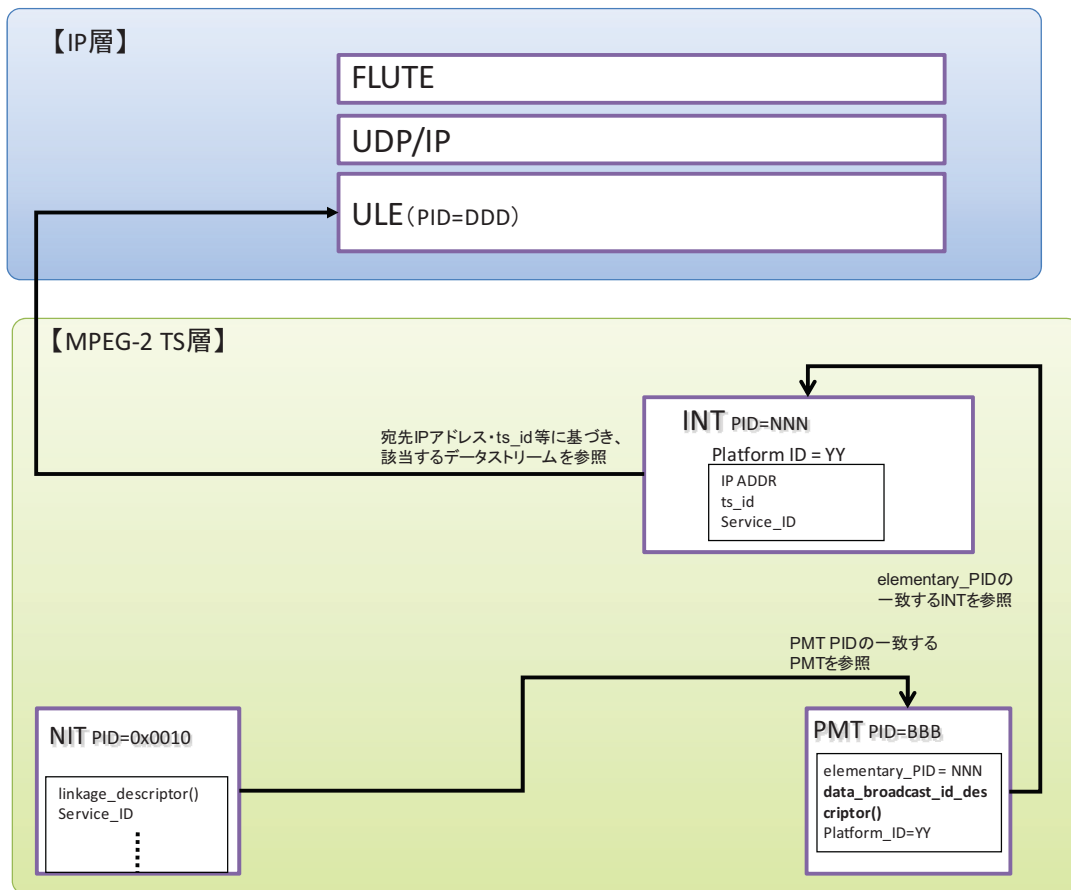 【IP層】
FLUTE
UDP/IP
ULE（PID=DDD）
【MPEG-2 TS層】
INT PID=NNN
Platform ID = YY
IP ADDR
ts_id
Service_ID
宛先IPアドレス・ts_id等に基づき、
該当するデータストリームを参照
elementary_PIDの
一致するINTを参照
PMT PIDの一致する
PMTを参照
NIT PID=0x0010
linkage_descriptor()
Service_ID
PMT PID=BBB
elementary_PID = NNN
data_broadcast_id_des
criptor()
Platform_ID=YY